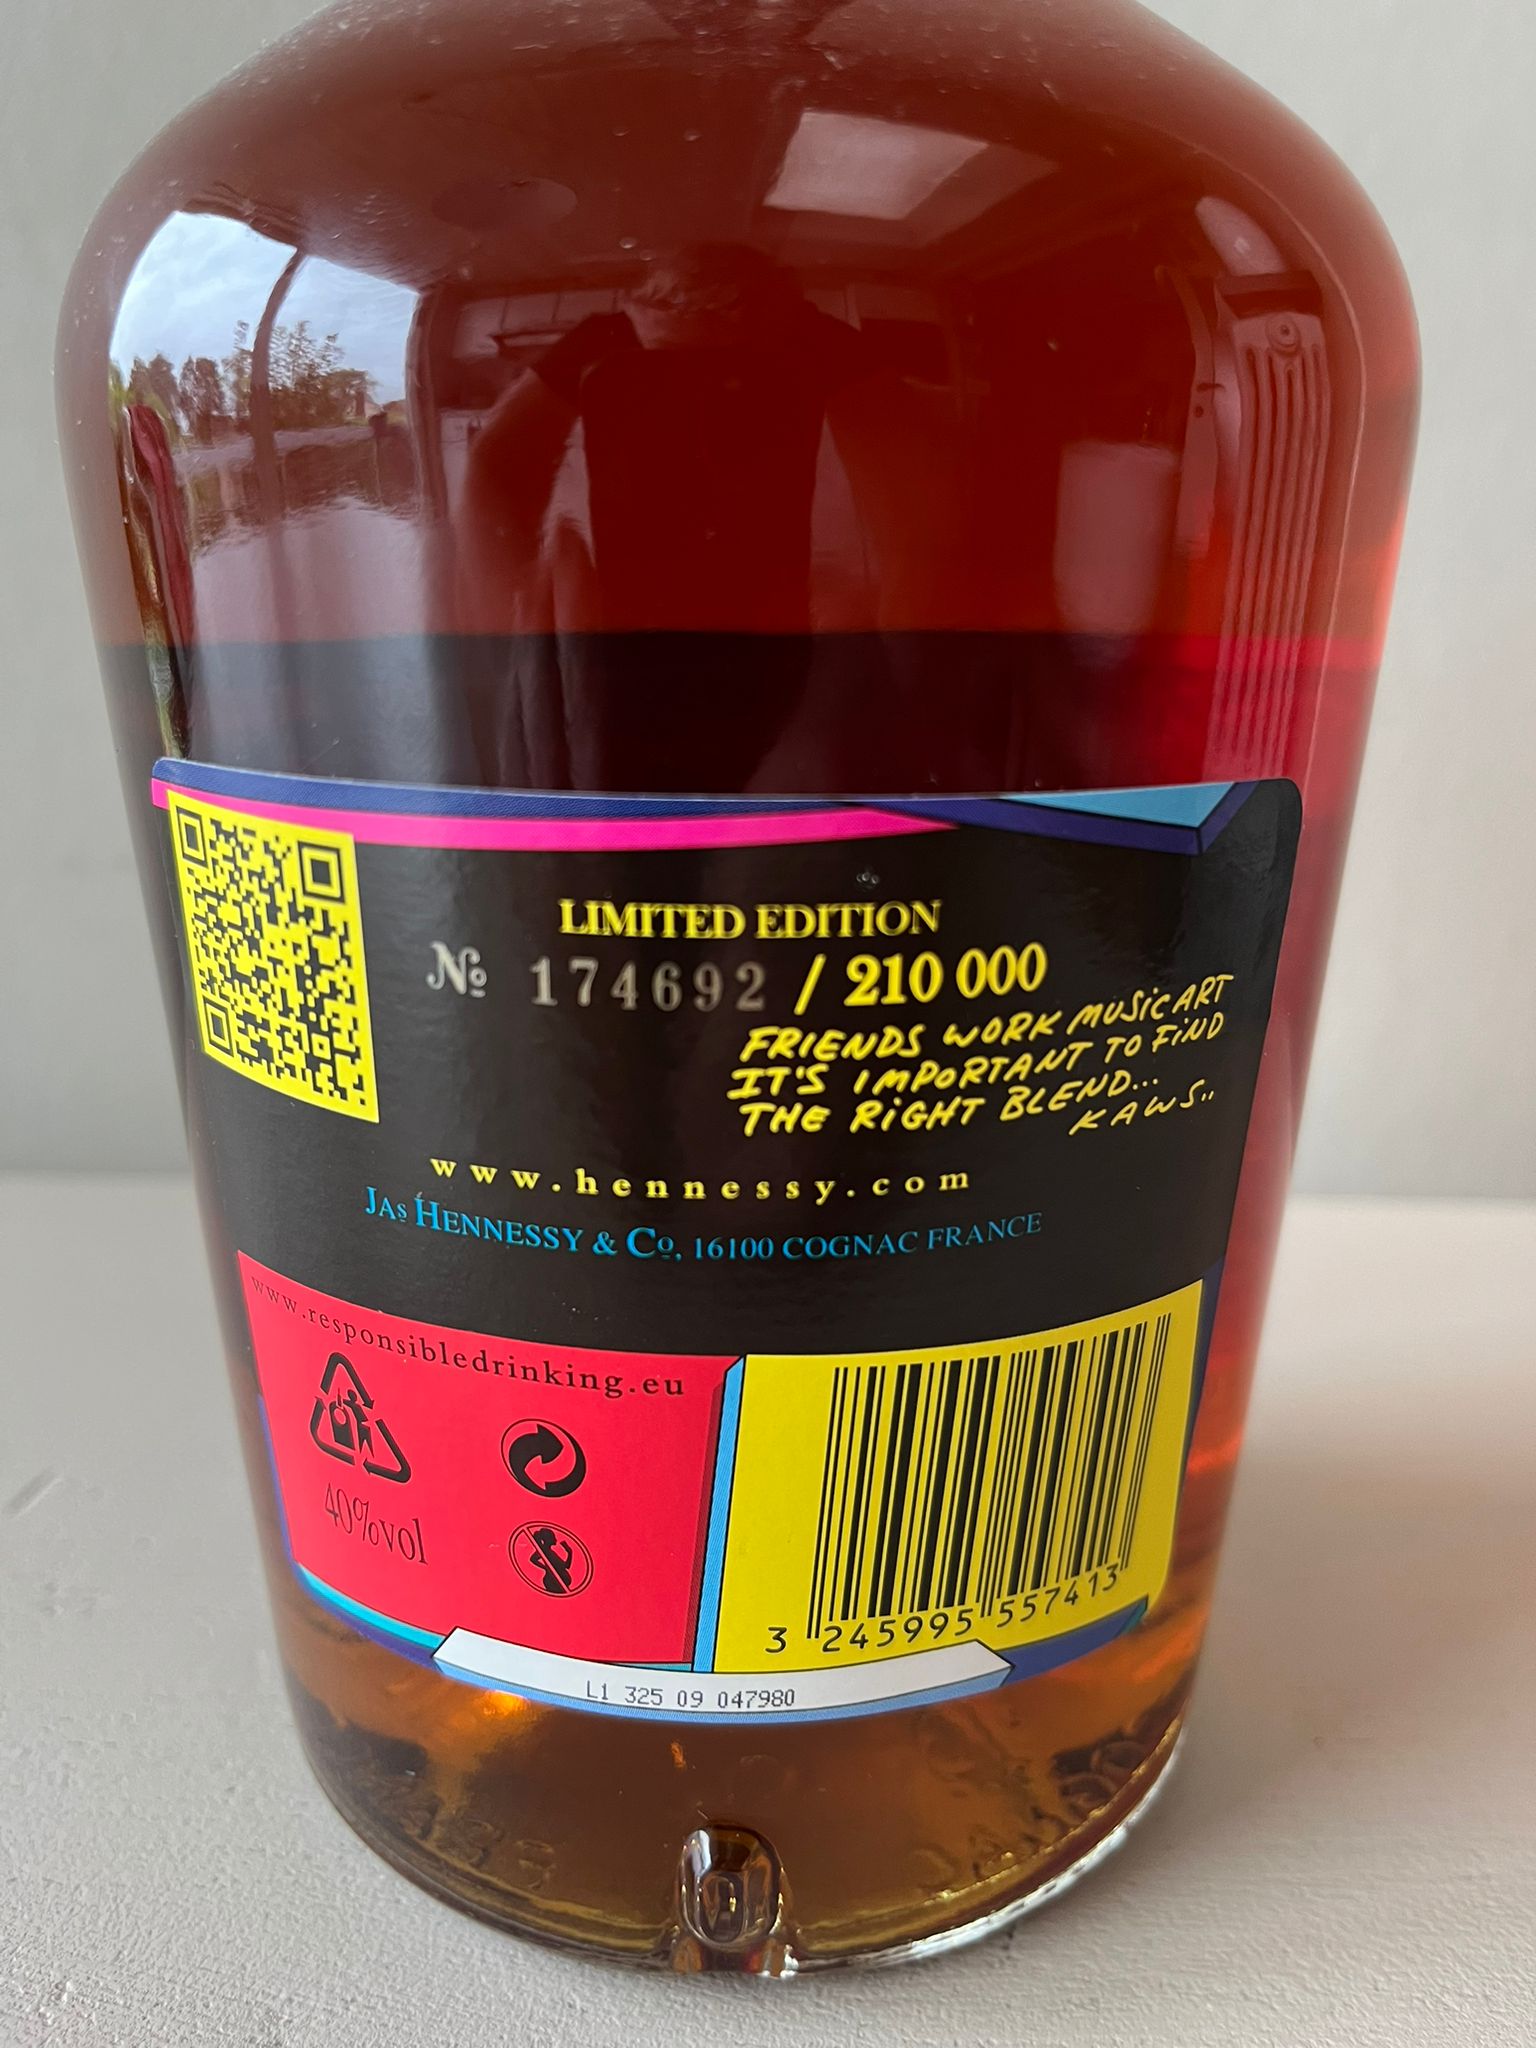 LIMITED EDITION
№ 174692 / 210 000
FRIENDS WORK MUSIC ART
IT'S IMPORTANT TO FIND
THE RIGHT BLEND...
KAWS..
www.hennessy.com
JAs HENNESSY & Co, 16100 COGNAC FRANCE
www.responsibledrinking.eu
40%vol
3 245995 557413
L1 325 09 047980